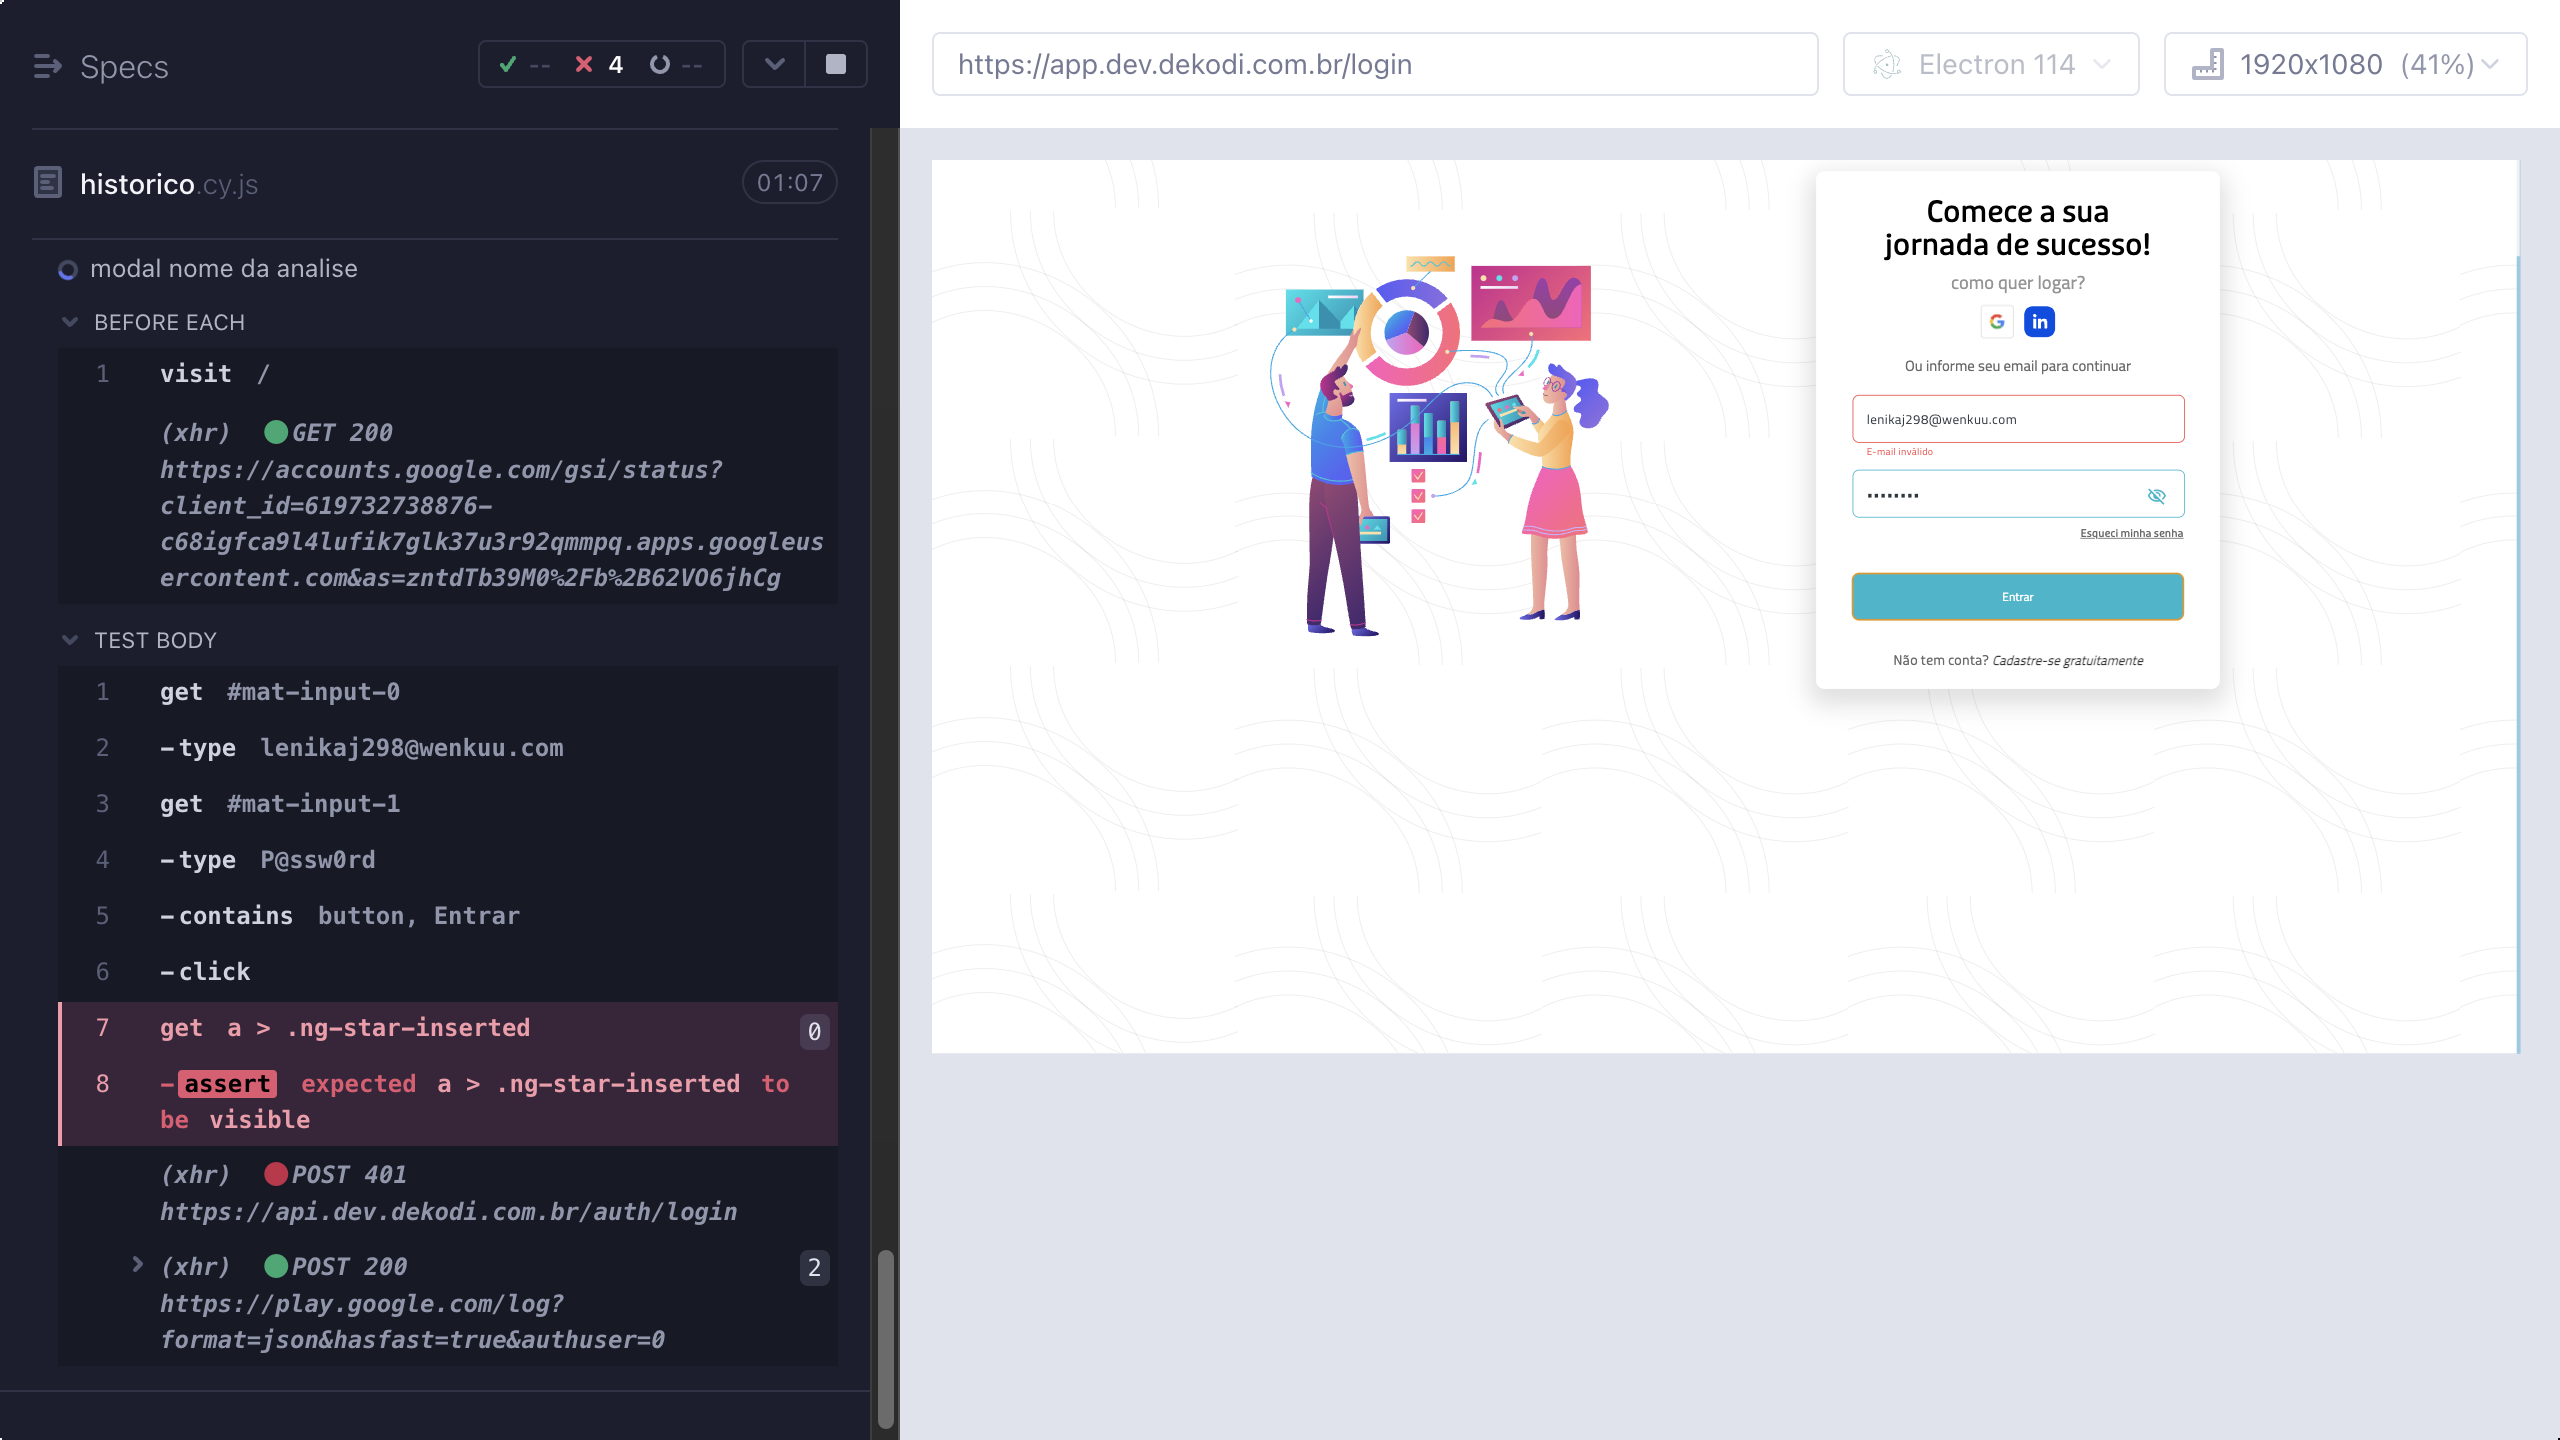 Specs
-- 4 --
historico.cy.js
01:07
modal nome da analise
BEFORE EACH
1 visit /
(xhr) GET 200
https://accounts.google.com/gsi/status?
client_id=619732738876-
c68igfca9l4lufik7glk37u3r92qmmpq.apps.googleus
ercontent.com&as=zntdTb39M0%2Fb%2B62VO6jhCg
TEST BODY
1 get #mat-input-0
2 -type lenikaj298@wenkuu.com
3 get #mat-input-1
4 -type P@ssw0rd
5 -contains button, Entrar
6 -click
7 get a > .ng-star-inserted 0
8 -assert expected a > .ng-star-inserted to
be visible
(xhr) POST 401
https://api.dev.dekodi.com.br/auth/login
(xhr) POST 200 2
https://play.google.com/log?
format=json&hasfast=true&authuser=0
https://app.dev.dekodi.com.br/login
Electron 114
1920x1080 (41%)
Comece a sua
jornada de sucesso!
como quer logar?
G in
Ou informe seu email para continuar
lenikaj298@wenkuu.com
E-mail inválido
••••••••
Esqueci minha senha
Entrar
Não tem conta? Cadastre-se gratuitamente